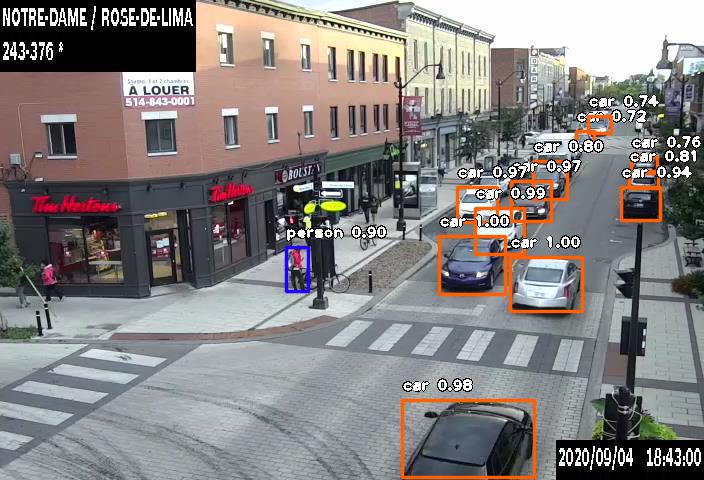 NOTRE-DAME / ROSE-DE-LIMA
243-376 *
À LOUER
514-843-0001
Tim Hortons
Tim Hortons
BOUSTAN
car 0.74
car 0.72
car 0.80
car 0.76
car 0.81
car 0.97
car 0.97
car 0.94
car 0.99
car 1.00
car 1.00
person 0.90
car 0.98
2020/09/04 18:43:00